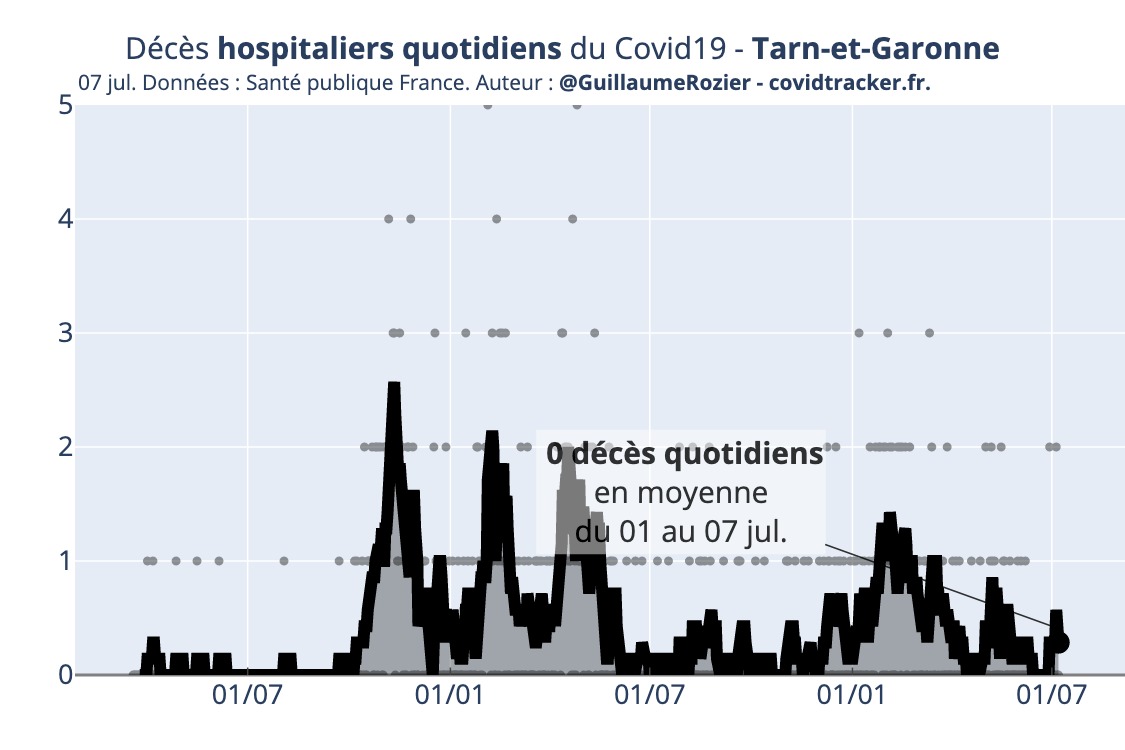 Décès hospitaliers quotidiens du Covid19 - Tarn-et-Garonne
07 jul. Données : Santé publique France. Auteur : @GuillaumeRozier - covidtracker.fr.
5
4
3
2
1
0
0 décès quotidiens
en moyenne
du 01 au 07 jul.
01/07 01/01 01/07 01/01 01/07